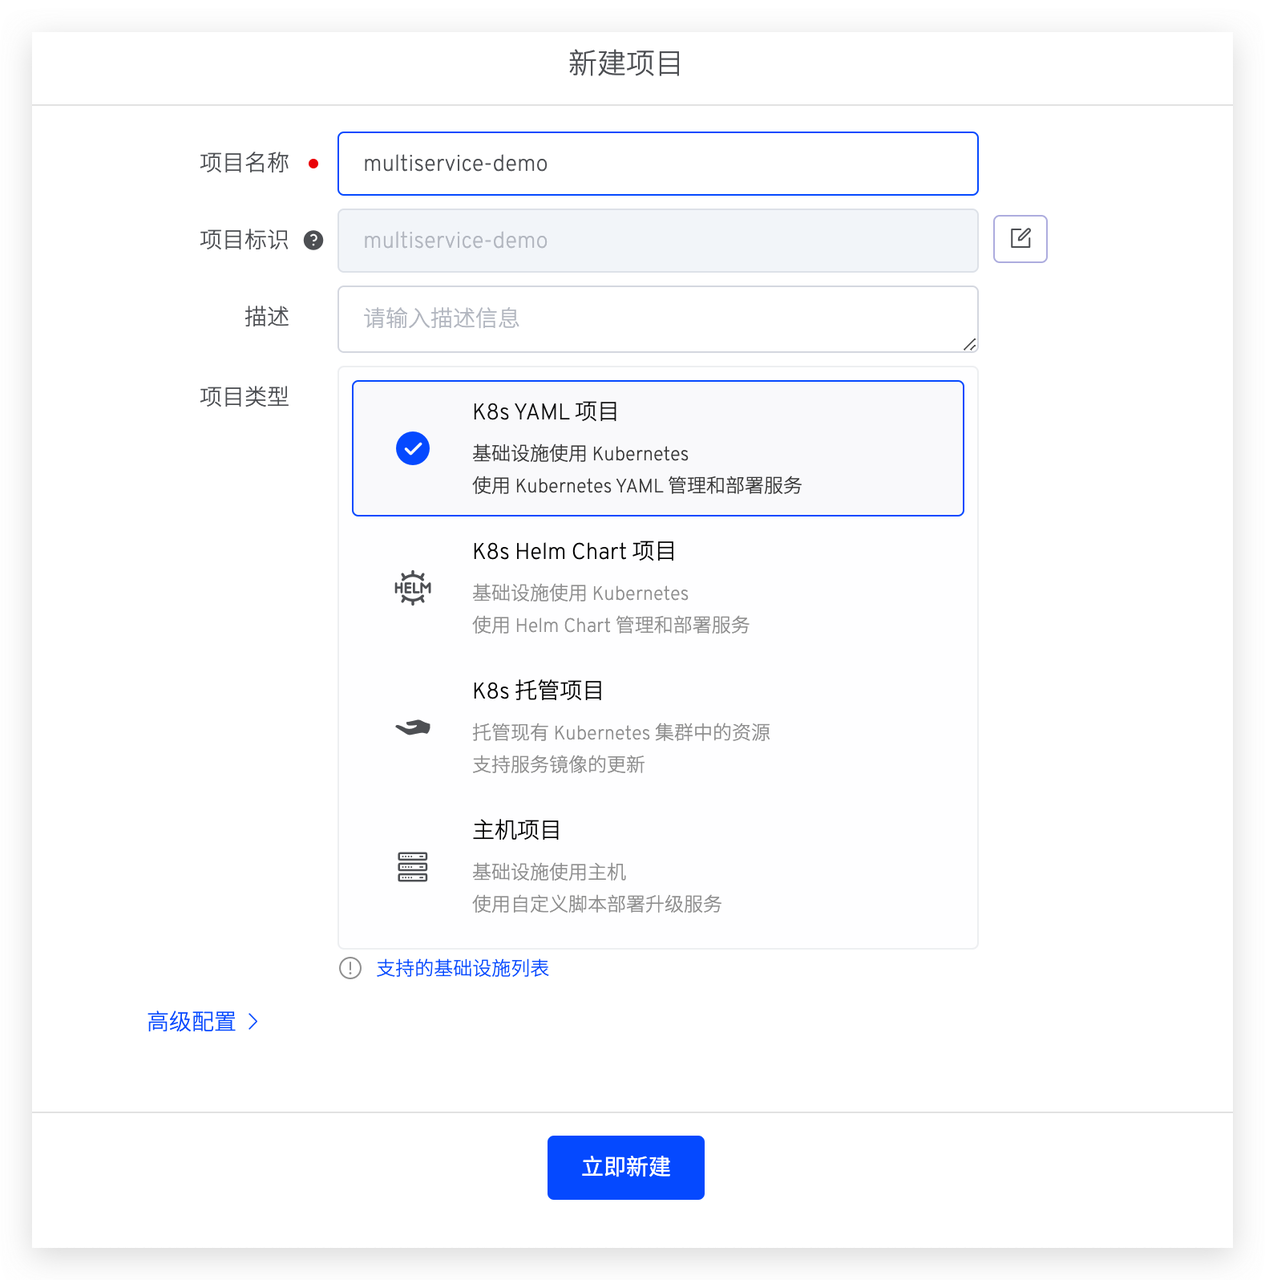 新建项目
项目名称
multiservice-demo
项目标识 ?
multiservice-demo
描述
请输入描述信息
项目类型
K8s YAML 项目
基础设施使用 Kubernetes
使用 Kubernetes YAML 管理和部署服务
HELM
K8s Helm Chart 项目
基础设施使用 Kubernetes
使用 Helm Chart 管理和部署服务
K8s 托管项目
托管现有 Kubernetes 集群中的资源
支持服务镜像的更新
主机项目
基础设施使用主机
使用自定义脚本部署升级服务
支持的基础设施列表
高级配置
立即新建